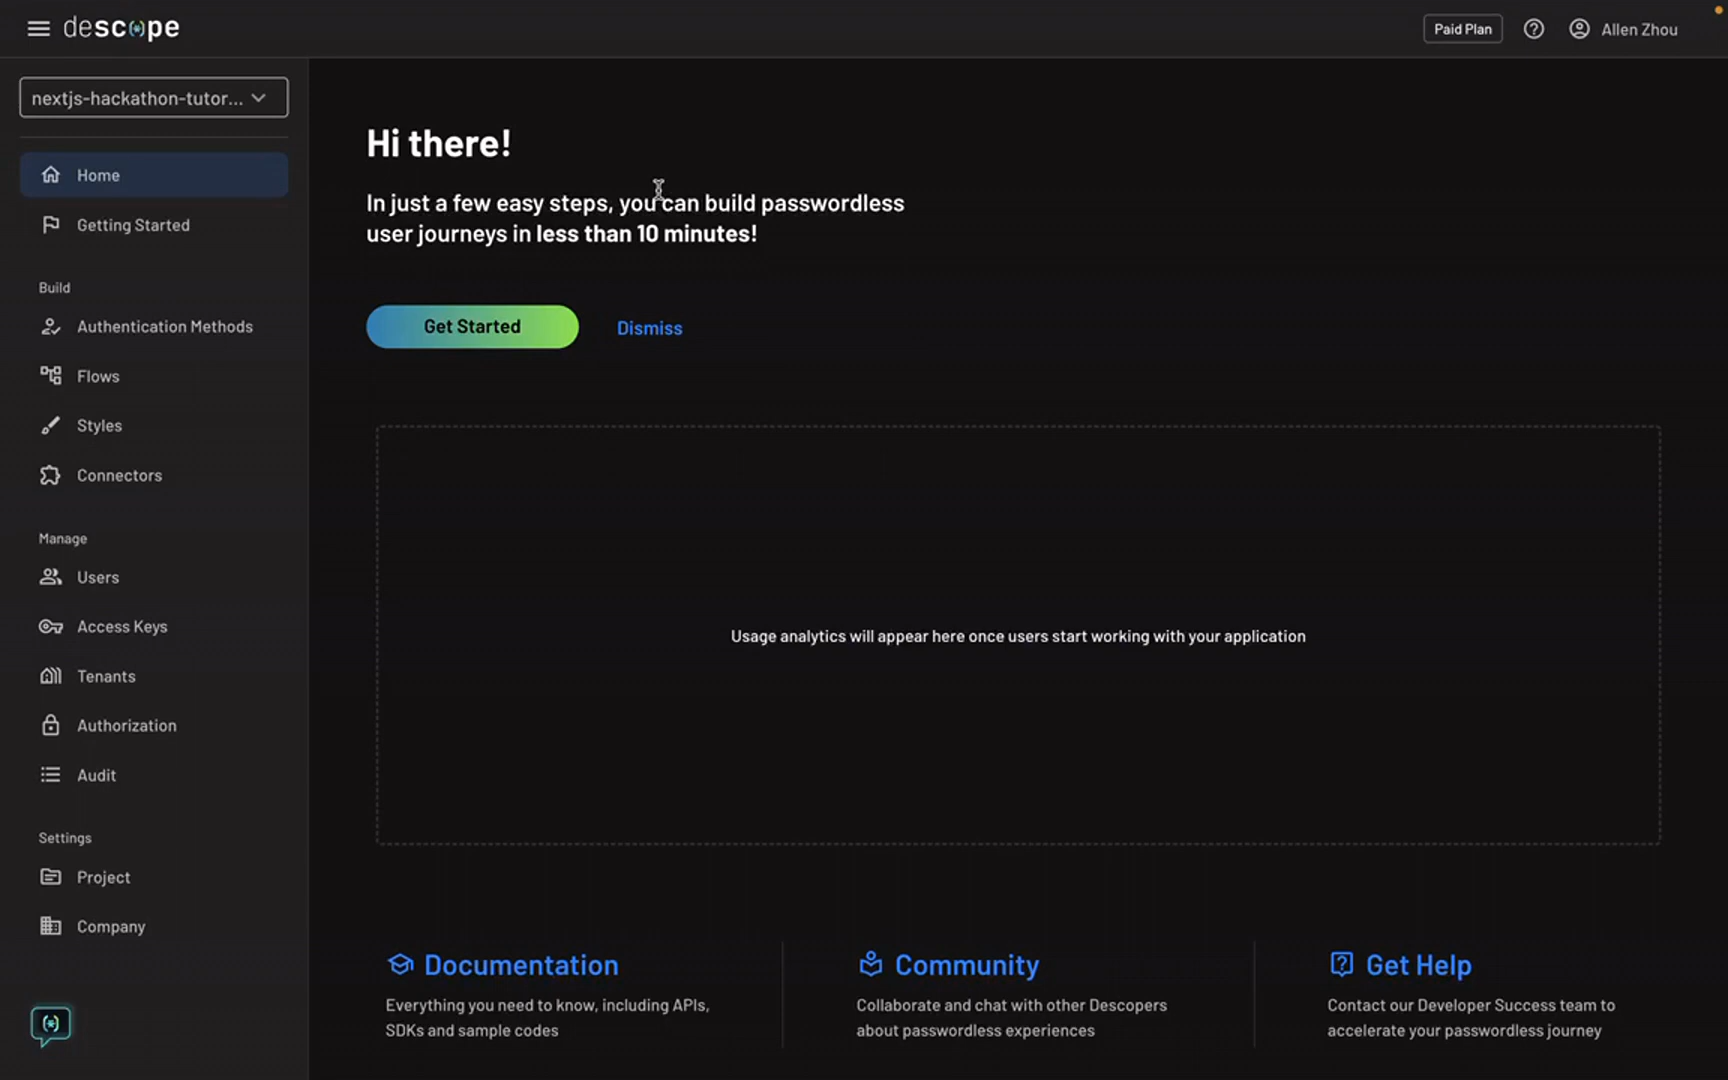 descope
Paid Plan
Allen Zhou
nextjs-hackathon-tutor...
Home
Getting Started
Build
Authentication Methods
Flows
Styles
Connectors
Manage
Users
Access Keys
Tenants
Authorization
Audit
Settings
Project
Company
Hi there!
In just a few easy steps, you can build passwordless
user journeys in less than 10 minutes!
Get Started
Dismiss
Usage analytics will appear here once users start working with your application
Documentation
Everything you need to know, including APIs,
SDKs and sample codes
Community
Collaborate and chat with other Descopers
about passwordless experiences
Get Help
Contact our Developer Success team to
accelerate your passwordless journey